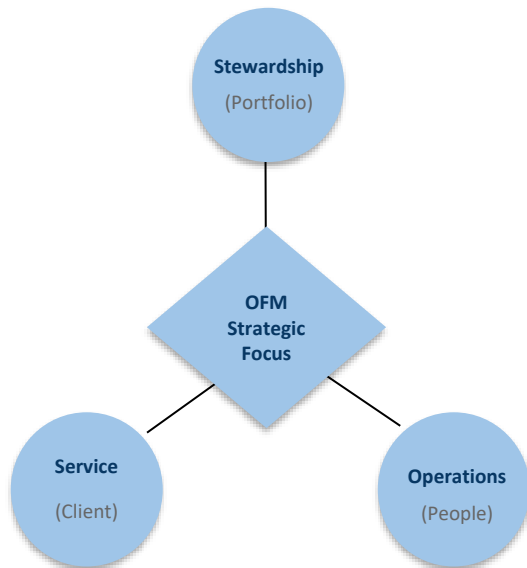 Stewardship
(Portfolio)
OFM
Strategic
Focus
Service
(Client)
Operations
(People)